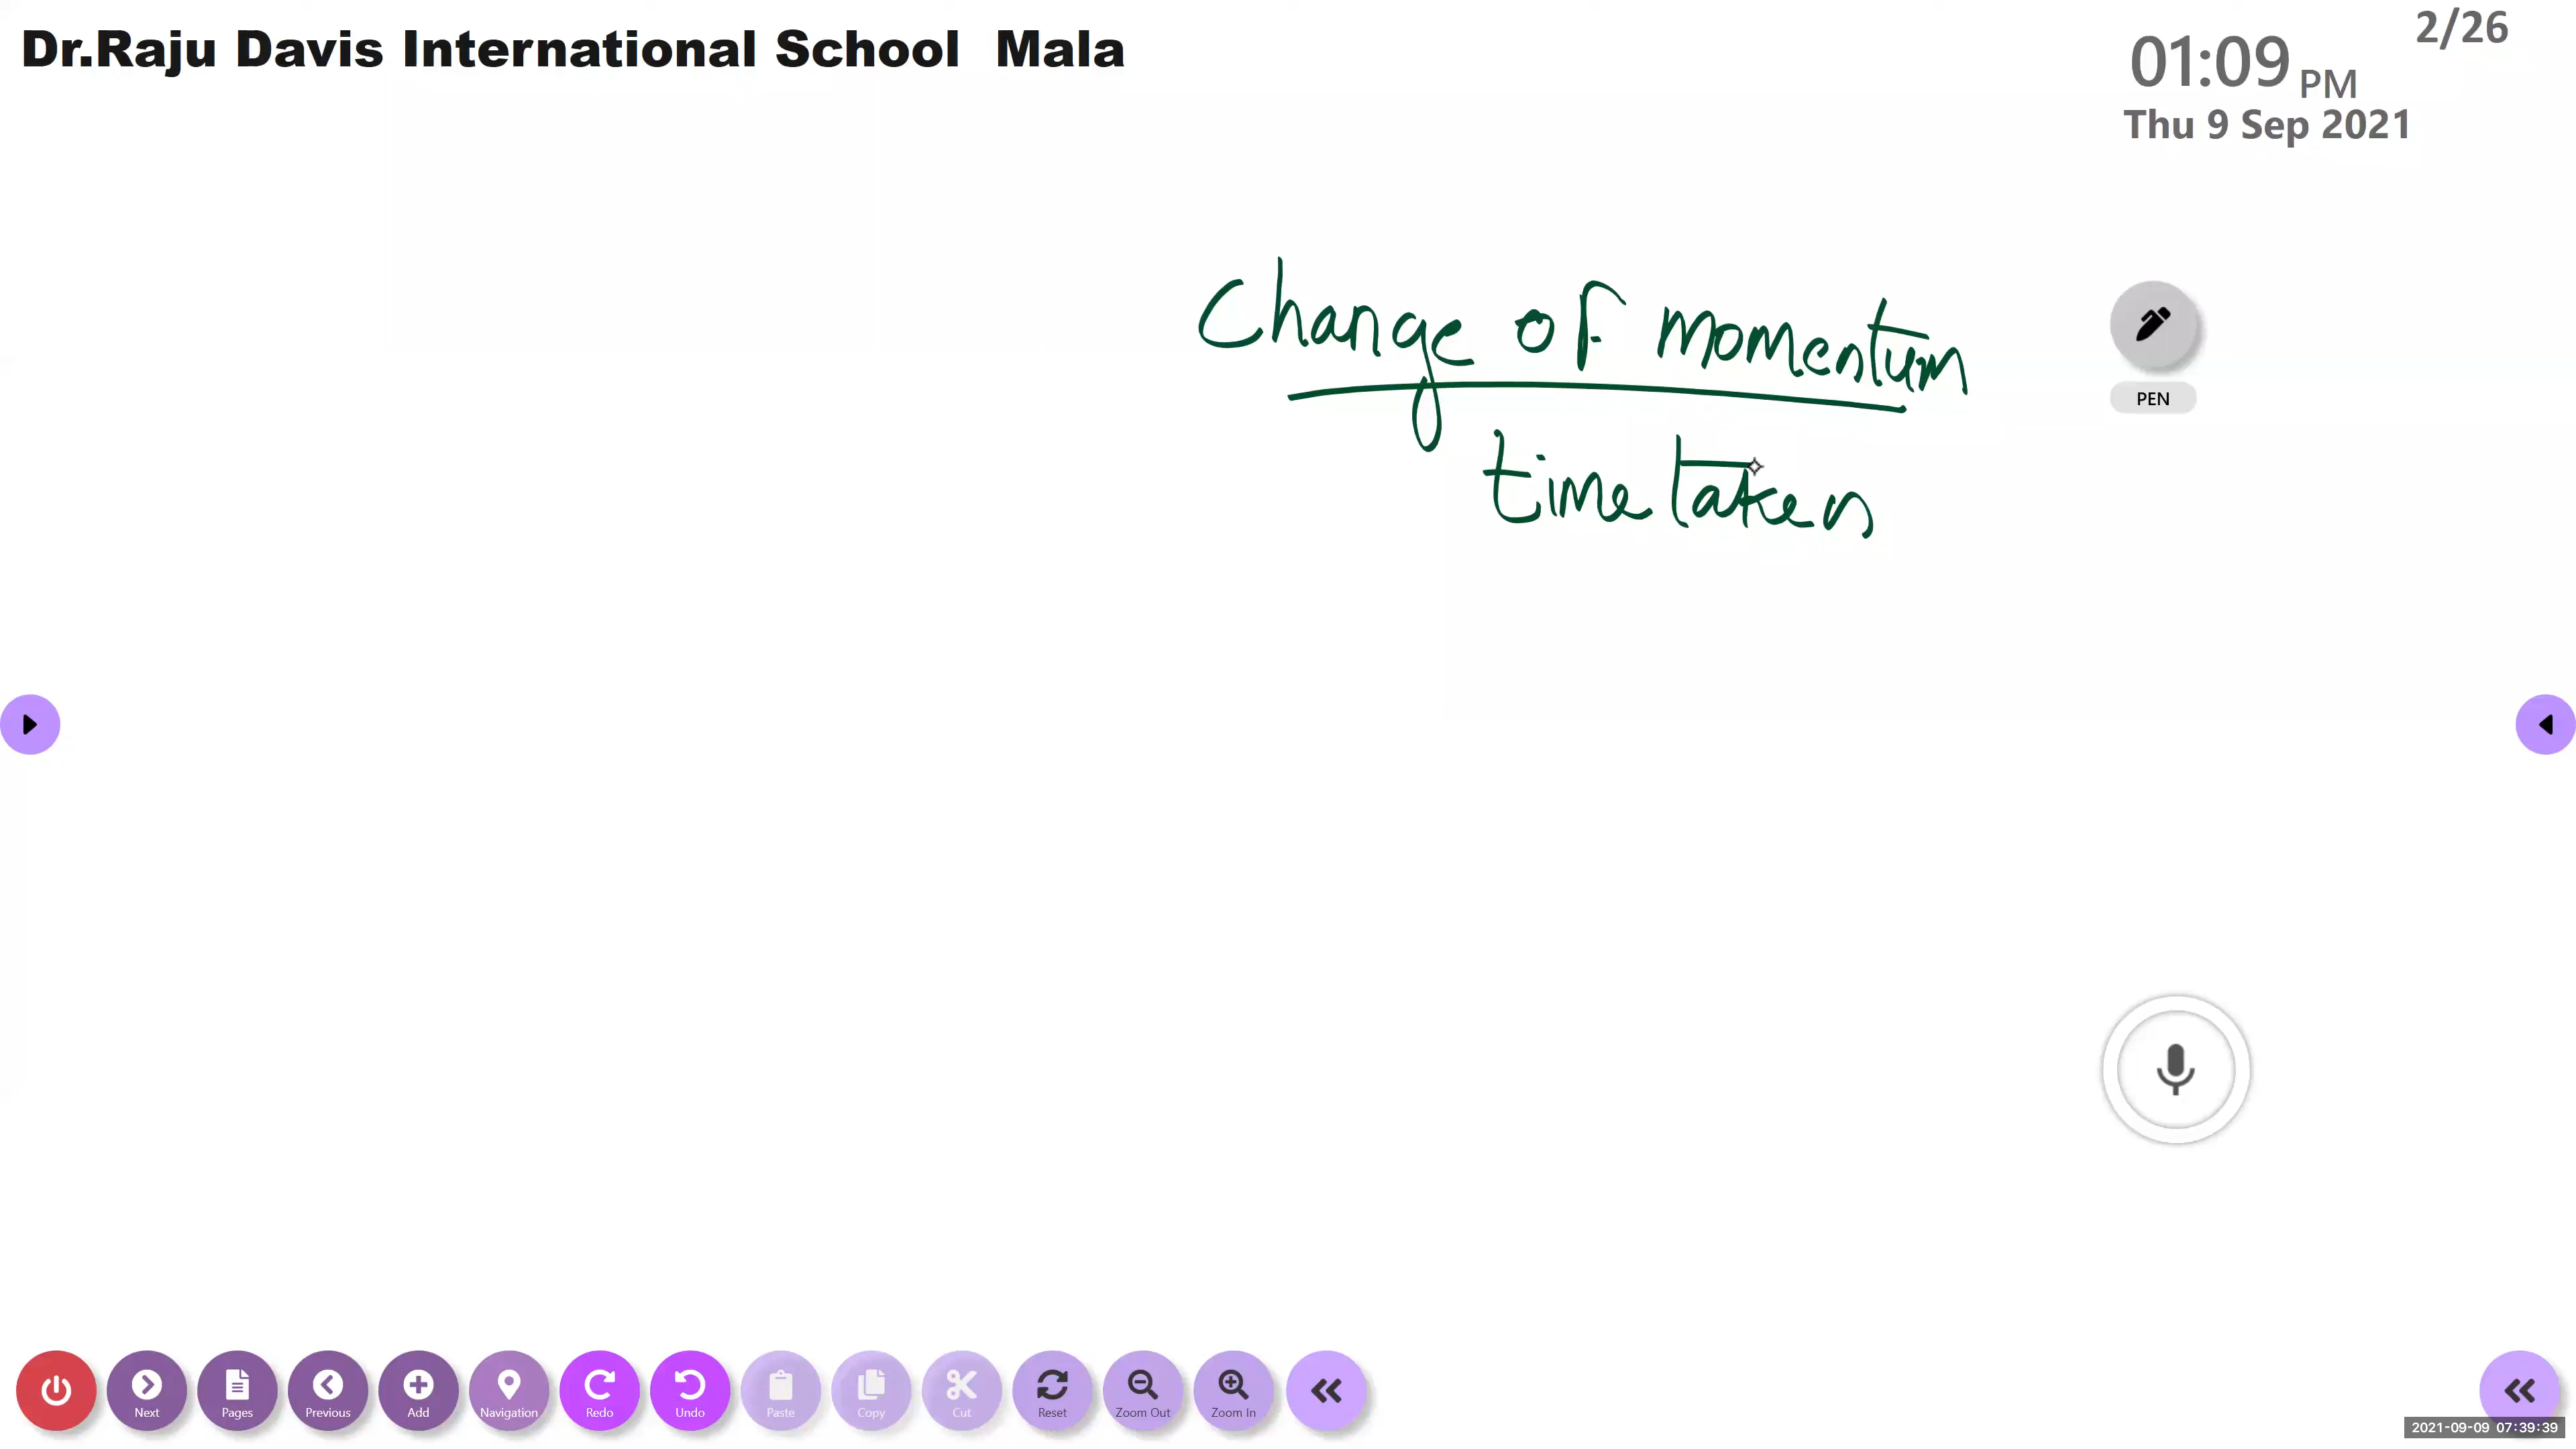 Dr.Raju Davis International School Mala
2/26
01:09 PM
Thu 9 Sep 2021
Change of momentum
time taken
PEN
Next
Pages
Previous
Add
Navigation
Redo
Undo
Paste
Copy
Cut
Reset
Zoom Out
Zoom In
2021-09-09 07:39:39